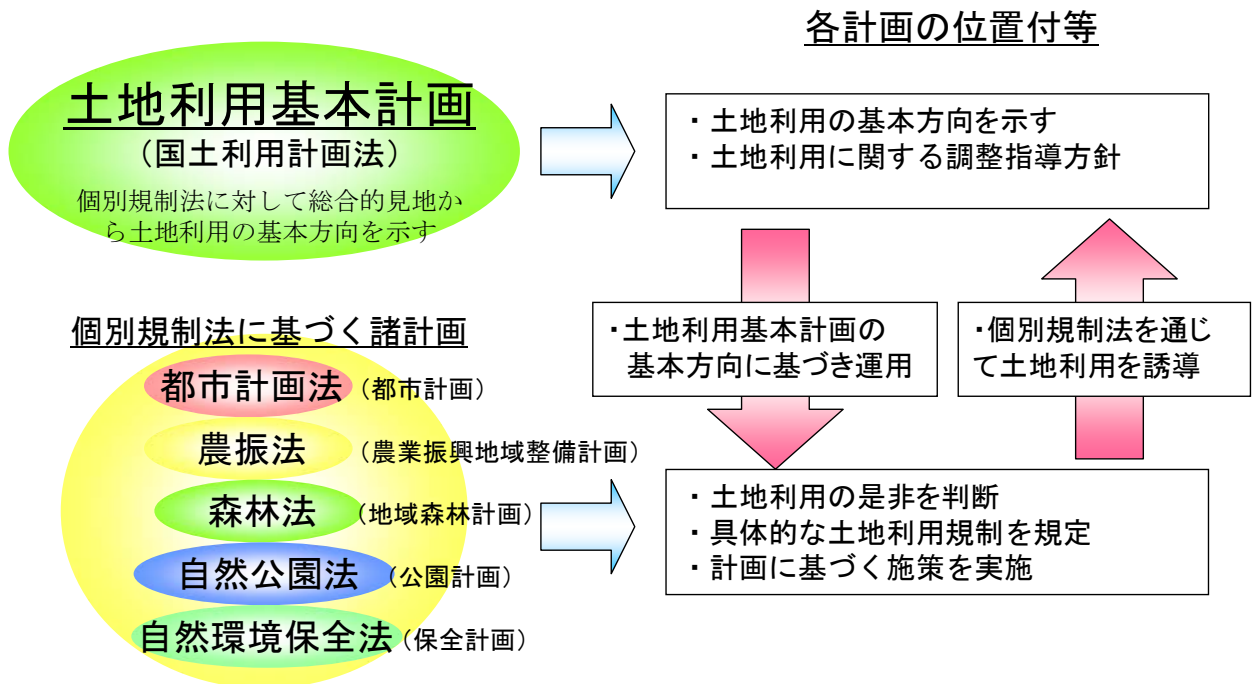 各計画の位置付等
土地利用基本計画
（国土利用計画法）
個別規制法に対して総合的見地か
ら土地利用の基本方向を示す
・土地利用の基本方向を示す
・土地利用に関する調整指導方針
・土地利用基本計画の
基本方向に基づき運用
・個別規制法を通じ
て土地利用を誘導
個別規制法に基づく諸計画
都市計画法（都市計画）
農振法（農業振興地域整備計画）
森林法（地域森林計画）
自然公園法（公園計画）
自然環境保全法（保全計画）
・土地利用の是非を判断
・具体的な土地利用規制を規定
・計画に基づく施策を実施